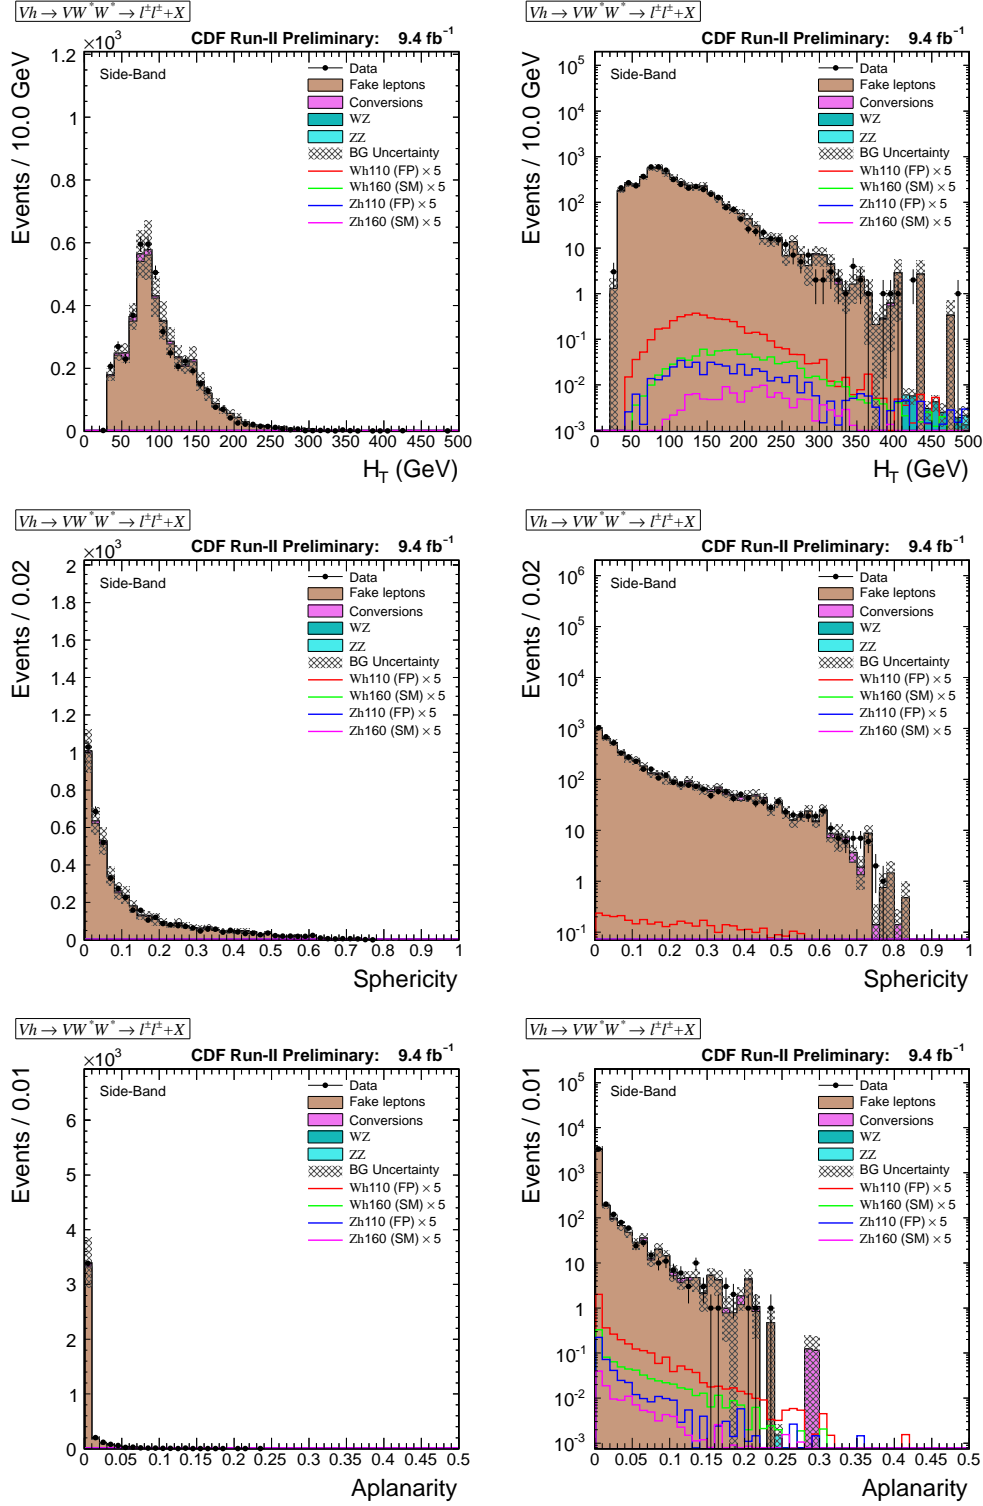 Vh → VW*W* → l±l±+X
×10³
CDF Run-II Preliminary: 9.4 fb⁻¹
Side-Band
Data
Fake leptons
Conversions
WZ
ZZ
BG Uncertainty
Wh110 (FP) × 5
Wh160 (SM) × 5
Zh110 (FP) × 5
Zh160 (SM) × 5
Events / 10.0 GeV
1.2
1
0.8
0.6
0.4
0.2
0
0 50 100 150 200 250 300 350 400 450 500
H_T (GeV)
Vh → VW*W* → l±l±+X
CDF Run-II Preliminary: 9.4 fb⁻¹
Side-Band
Data
Fake leptons
Conversions
WZ
ZZ
BG Uncertainty
Wh110 (FP) × 5
Wh160 (SM) × 5
Zh110 (FP) × 5
Zh160 (SM) × 5
Events / 10.0 GeV
10⁵
10⁴
10³
10²
10
1
10⁻¹
10⁻²
10⁻³
0 50 100 150 200 250 300 350 400 450 500
H_T (GeV)
Vh → VW*W* → l±l±+X
×10³
CDF Run-II Preliminary: 9.4 fb⁻¹
Side-Band
Data
Fake leptons
Conversions
WZ
ZZ
BG Uncertainty
Wh110 (FP) × 5
Wh160 (SM) × 5
Zh110 (FP) × 5
Zh160 (SM) × 5
Events / 0.02
2
1.8
1.6
1.4
1.2
1
0.8
0.6
0.4
0.2
0
0 0.1 0.2 0.3 0.4 0.5 0.6 0.7 0.8 0.9 1
Sphericity
Vh → VW*W* → l±l±+X
CDF Run-II Preliminary: 9.4 fb⁻¹
Side-Band
Data
Fake leptons
Conversions
WZ
ZZ
BG Uncertainty
Wh110 (FP) × 5
Wh160 (SM) × 5
Zh110 (FP) × 5
Zh160 (SM) × 5
Events / 0.02
10⁶
10⁵
10⁴
10³
10²
10
1
10⁻¹
0 0.1 0.2 0.3 0.4 0.5 0.6 0.7 0.8 0.9 1
Sphericity
Vh → VW*W* → l±l±+X
×10³
CDF Run-II Preliminary: 9.4 fb⁻¹
Side-Band
Data
Fake leptons
Conversions
WZ
ZZ
BG Uncertainty
Wh110 (FP) × 5
Wh160 (SM) × 5
Zh110 (FP) × 5
Zh160 (SM) × 5
Events / 0.01
6
5
4
3
2
1
0
0 0.05 0.1 0.15 0.2 0.25 0.3 0.35 0.4 0.45 0.5
Aplanarity
Vh → VW*W* → l±l±+X
CDF Run-II Preliminary: 9.4 fb⁻¹
Side-Band
Data
Fake leptons
Conversions
WZ
ZZ
BG Uncertainty
Wh110 (FP) × 5
Wh160 (SM) × 5
Zh110 (FP) × 5
Zh160 (SM) × 5
Events / 0.01
10⁵
10⁴
10³
10²
10
1
10⁻¹
10⁻²
10⁻³
0 0.05 0.1 0.15 0.2 0.25 0.3 0.35 0.4 0.45 0.5
Aplanarity